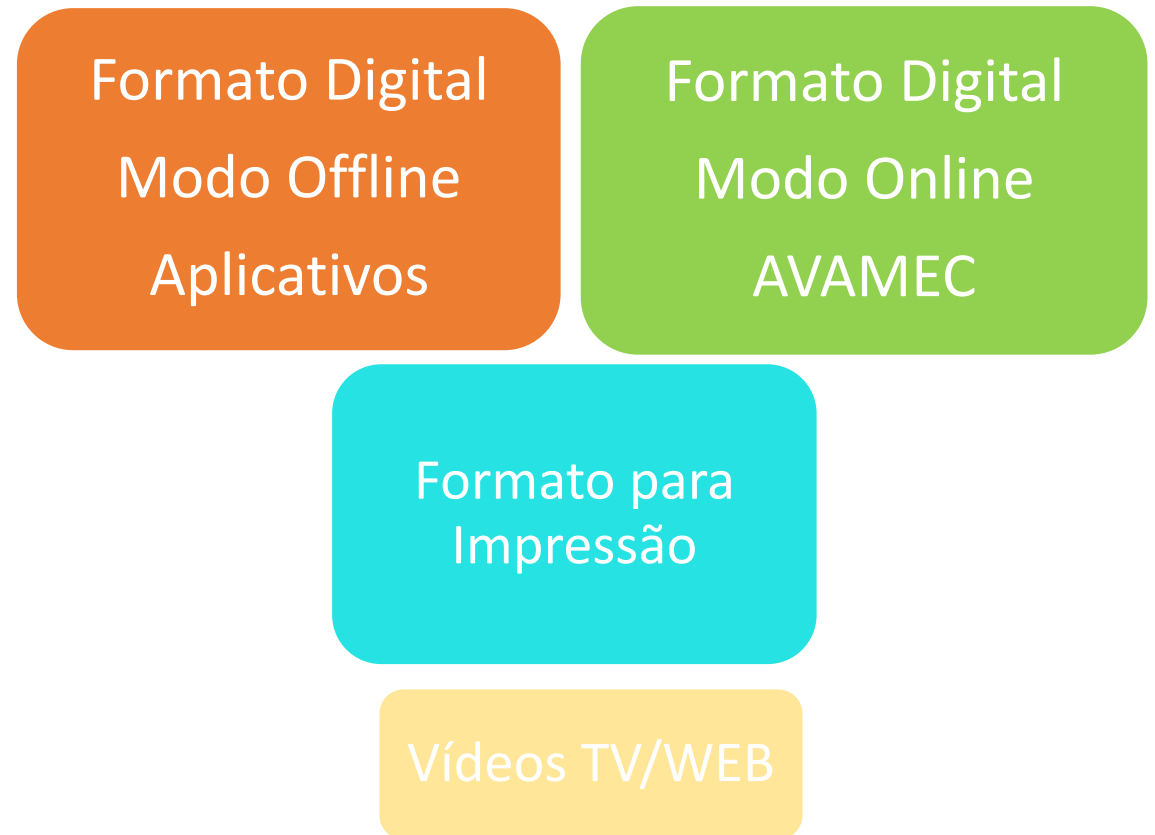 Formato Digital
Modo Offline
Aplicativos
Formato Digital
Modo Online
AVAMEC
Formato para
Impressão
Vídeos TV/WEB